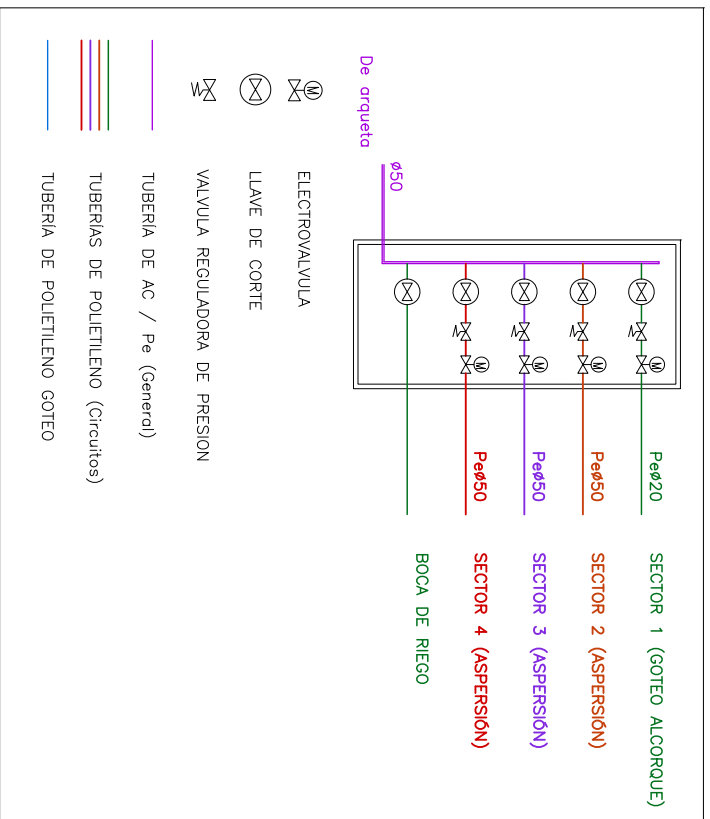 Peø20 SECTOR 1 (GOTEO ALCORQUE)
Peø50 SECTOR 2 (ASPERSIÓN)
Peø50 SECTOR 3 (ASPERSIÓN)
Peø50 SECTOR 4 (ASPERSIÓN)
BOCA DE RIEGO
ø50
De arqueta
M
M
M
M
M
ELECTROVALVULA
LLAVE DE CORTE
VALVULA REGULADORA DE PRESION
TUBERÍA DE AC / Pe (General)
TUBERÍAS DE POLIETILENO (Circuitos)
TUBERÍA DE POLIETILENO GOTEO